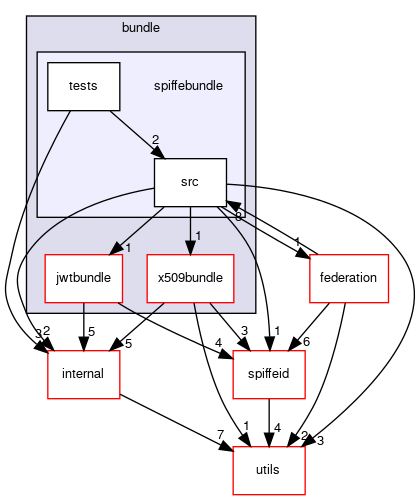 bundle
tests
spiffebundle
2
src
8
1
1
1
jwtbundle
x509bundle
federation
3
2
5
5
4
3
1
6
internal
spiffeid
7
1
4
2
3
utils